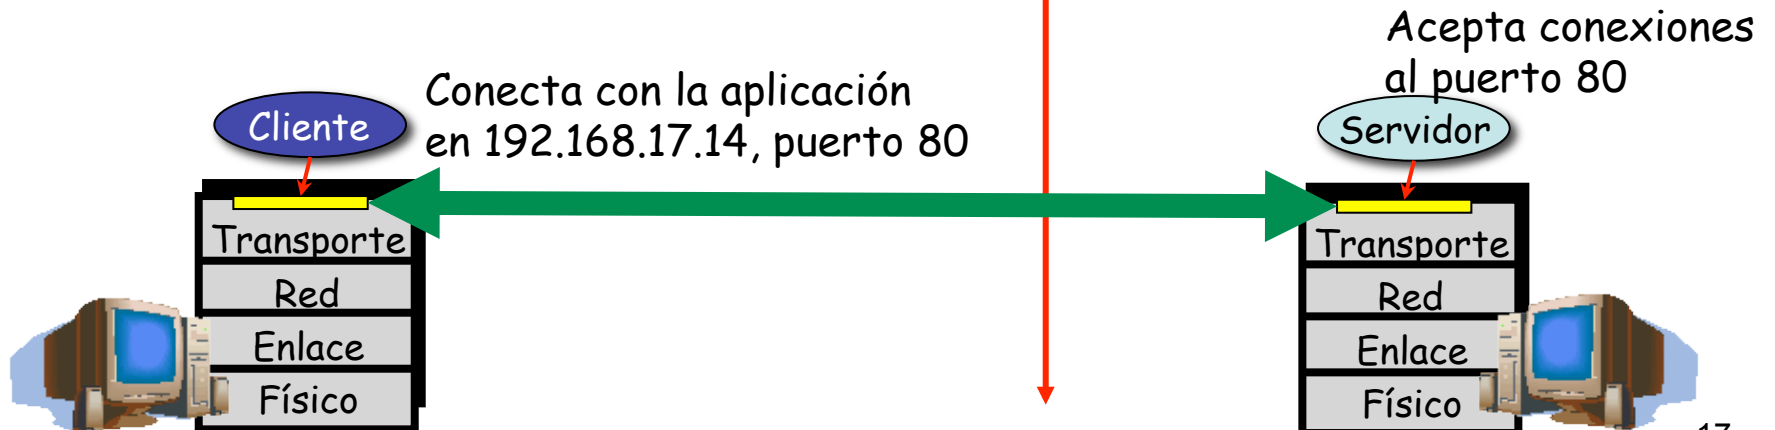 Acepta conexiones
al puerto 80
Conecta con la aplicación
en 192.168.17.14, puerto 80
Cliente
Servidor
Transporte
Red
Enlace
Físico
Transporte
Red
Enlace
Físico
17